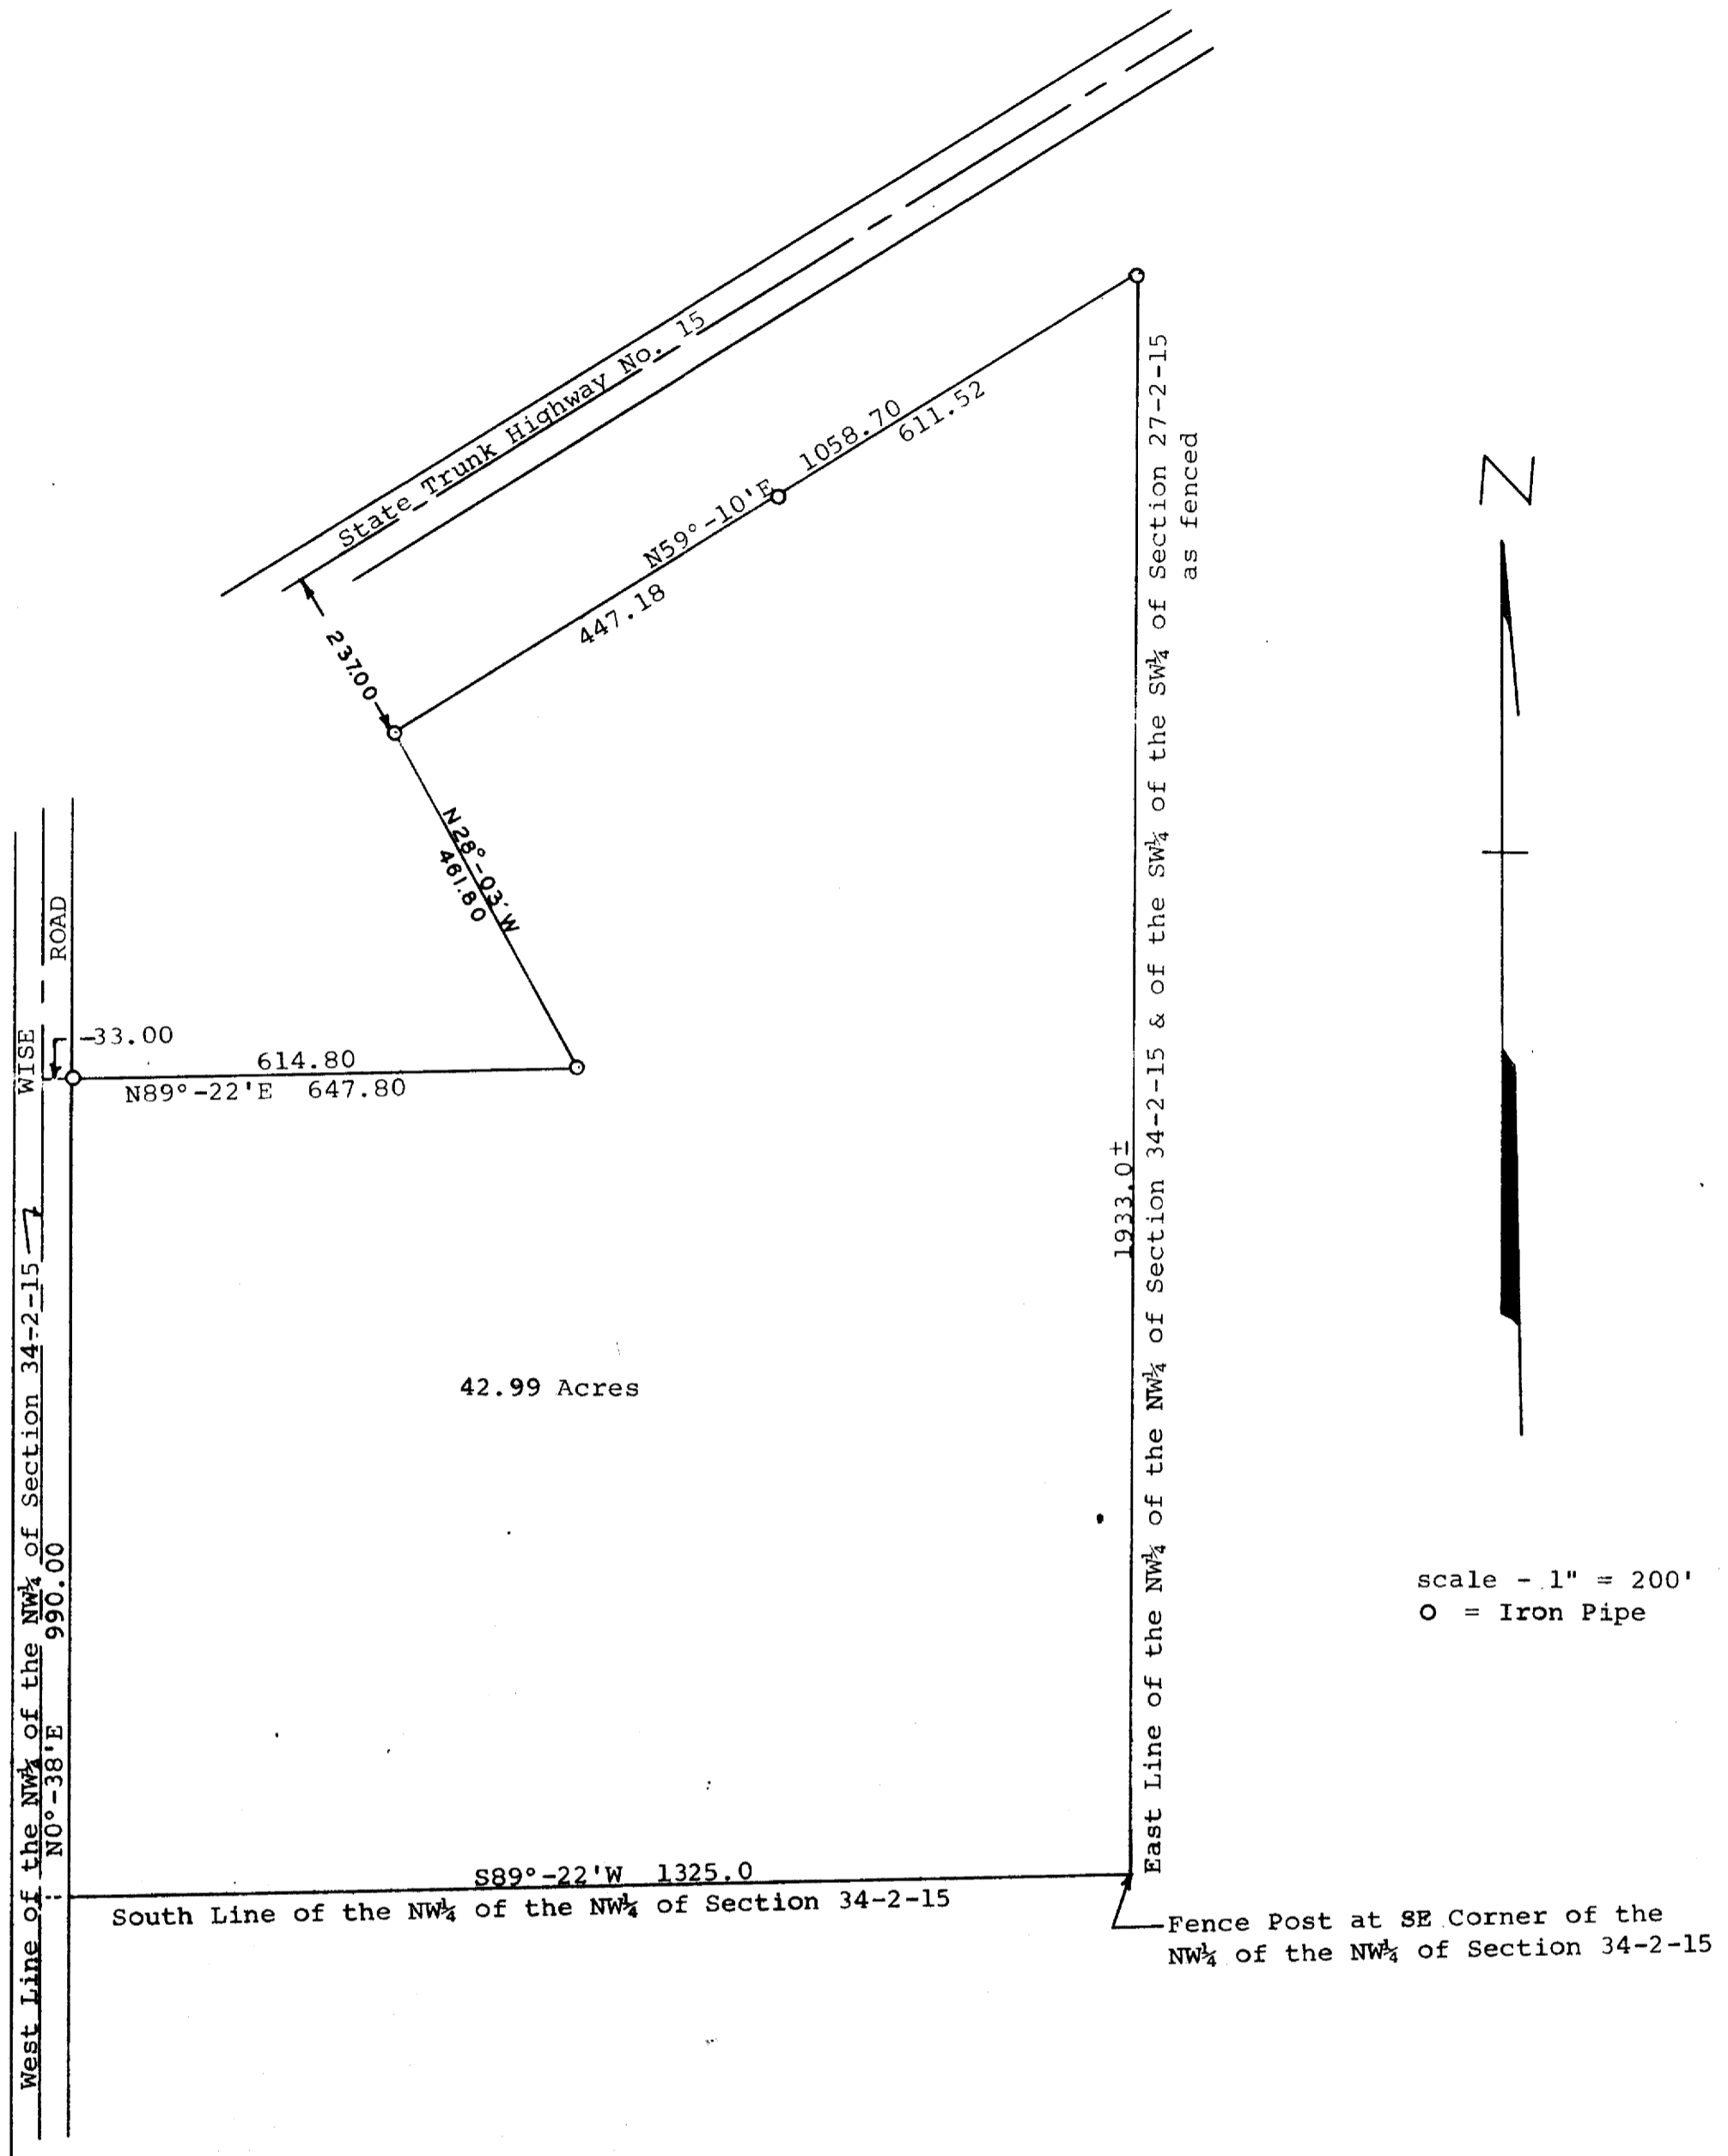 State Trunk Highway No. 15
237.00
N59°-10'E 1058.70
447.18
611.52
N28°-03'W
461.80
WISE ROAD
-33.00
614.80
N89°-22'E 647.80
1933.0±
East Line of the NW¼ of the NW¼ of Section 34-2-15 & of the SW¼ of the SW¼ of Section 27-2-15
as fenced
N
42.99 Acres
West Line of the NW¼ of the NW¼ of Section 34-2-15
N0°-38'E 990.00
scale - 1" = 200'
O = Iron Pipe
S89°-22'W 1325.0
South Line of the NW¼ of the NW¼ of Section 34-2-15
Fence Post at SE Corner of the
NW¼ of the NW¼ of Section 34-2-15